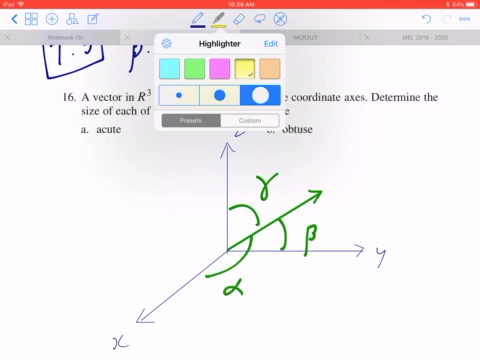 iPad
10:28 AM
84%
Notebook (6)
MCR3U3
MEL 2016 - 2020
Highlighter
Edit
Presets
Custom
β.
16. A vector in R³ e coordinate axes. Determine the
size of each of e
a. acute
b. obtuse
γ
β
y
α
x